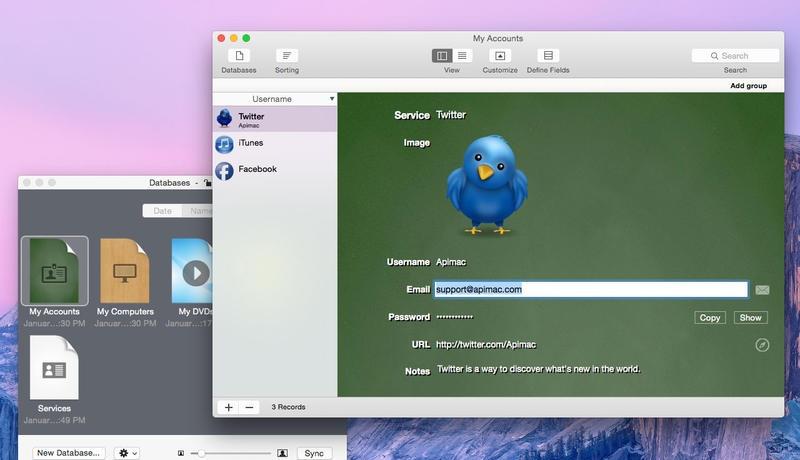 My Accounts
Databases
Sorting
View
Customize
Define Fields
Search
Search
Add group
Username
Twitter
Apimac
iTunes
Facebook
Service Twitter
Image
Username Apimac
Email support@apimac.com
Password ••••••••••••
Copy
Show
URL http://twitter.com/Apimac
Notes Twitter is a way to discover what's new in the world.
3 Records
Databases -
Date
Name
My Accounts
Januar...:30 PM
My Computers
Januar...:30 PM
My DVDs
Januar...:17
Services
Januar...:49 PM
New Database...
Sync